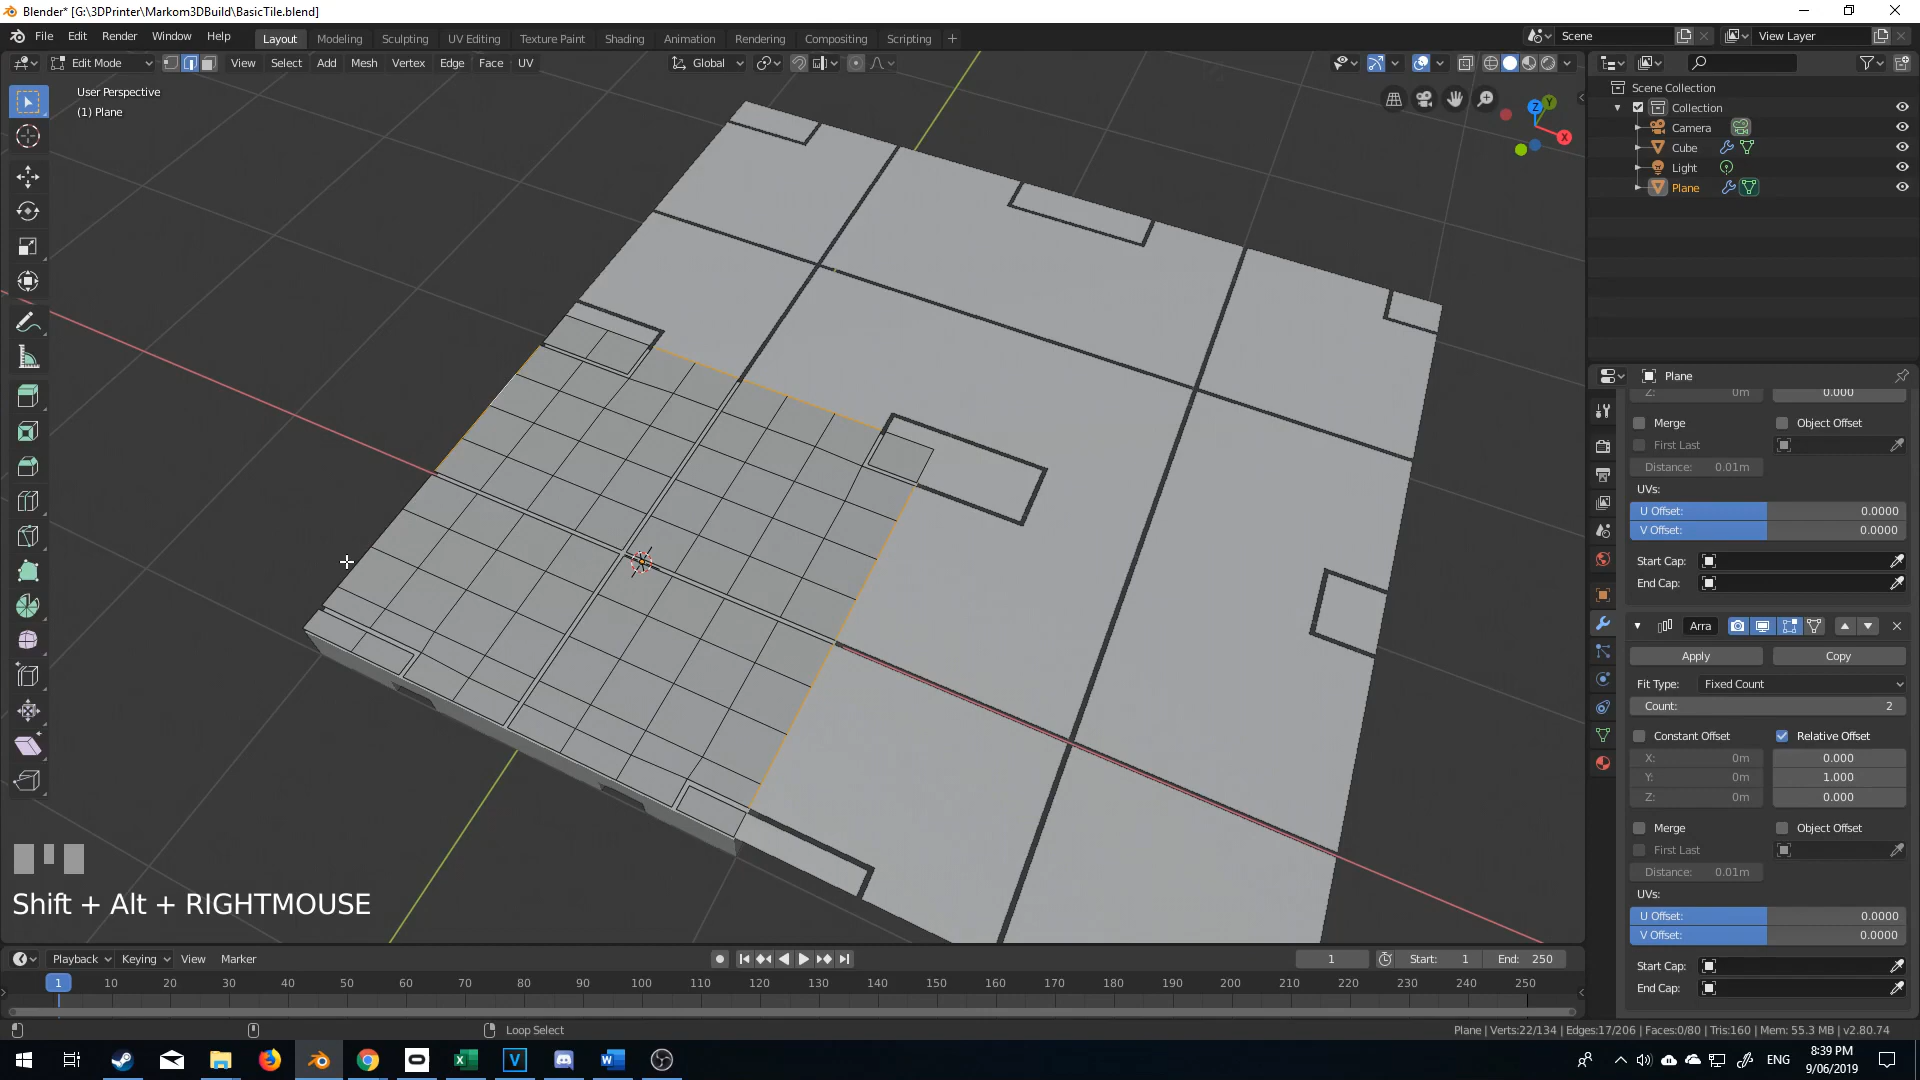 Blender* [G:\3DPrinter\Markom3DBuild\BasicTile.blend]
File Edit Render Window Help
Layout Modeling Sculpting UV Editing Texture Paint Shading Animation Rendering Compositing Scripting +
Scene
View Layer
Edit Mode View Select Add Mesh Vertex Edge Face UV
Global
User Perspective
(1) Plane
Z
Y
X
Scene Collection
Collection
Camera
Cube
Light
Plane
Plane
Z: 0m 0.000
Merge Object Offset
First Last
Distance: 0.01m
UVs:
U Offset: 0.0000
V Offset: 0.0000
Start Cap:
End Cap:
Arra
Apply Copy
Fit Type: Fixed Count
Count: 2
Constant Offset Relative Offset
X: 0m 0.000
Y: 0m 1.000
Z: 0m 0.000
Merge Object Offset
First Last
Distance: 0.01m
UVs:
U Offset: 0.0000
V Offset: 0.0000
Start Cap:
End Cap:
Shift + Alt + RIGHTMOUSE
Playback Keying View Marker
1 Start: 1 End: 250
1 10 20 30 40 50 60 70 80 90 100 110 120 130 140 150 160 170 180 190 200 210 220 230 240 250
Loop Select
Plane | Verts:22/134 | Edges:17/206 | Faces:0/80 | Tris:160 | Mem: 55.3 MB | v2.80.74
ENG
8:39 PM
9/06/2019